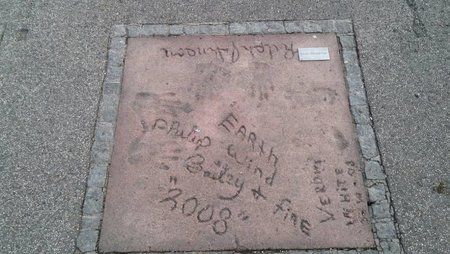 Ralph Johnson
EARTH
philip wind
Bailey + fire
"2008"
VERDINE
WHITE